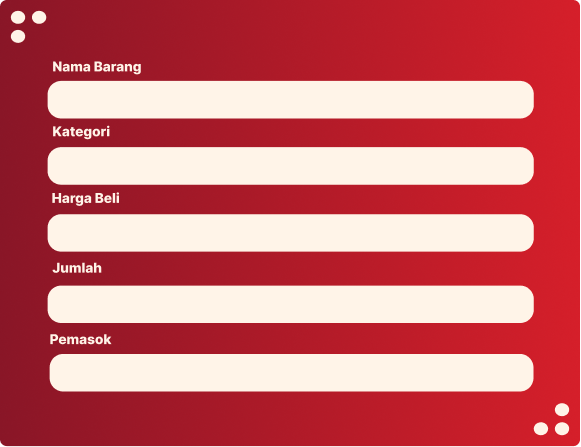 Nama Barang
Kategori
Harga Beli
Jumlah
Pemasok